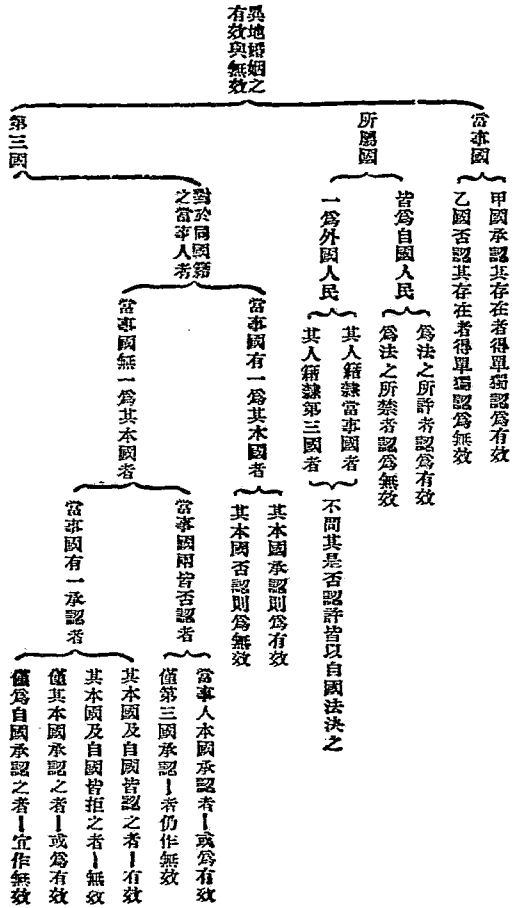 異地婚姻之
有效與無效
當事國
甲國承認其存在者得單獨認爲有效
乙國否認其存在者得單獨認爲無效
所屬國
皆爲自國人民
爲法之所許者認爲有效
爲法之所禁者認爲無效
一爲外國人民
其人籍隸當事國者
其人籍隸第三國者
不問其是否認許皆以自國法決之
第三國
對於同國籍
之當事人者
當事國有一爲其本國者
其本國承認則爲有效
其本國否認則爲無效
當事國無一爲其本國者
當事國兩皆否認者
當事人本國承認者—或爲有效
僅第三國承認—者仍作無效
當事國有一承認者
其本國及自國皆認之者—有效
其本國及自國皆拒之者—無效
僅其本國承認之者—或爲有效
僅爲自國承認之者—宜作無效